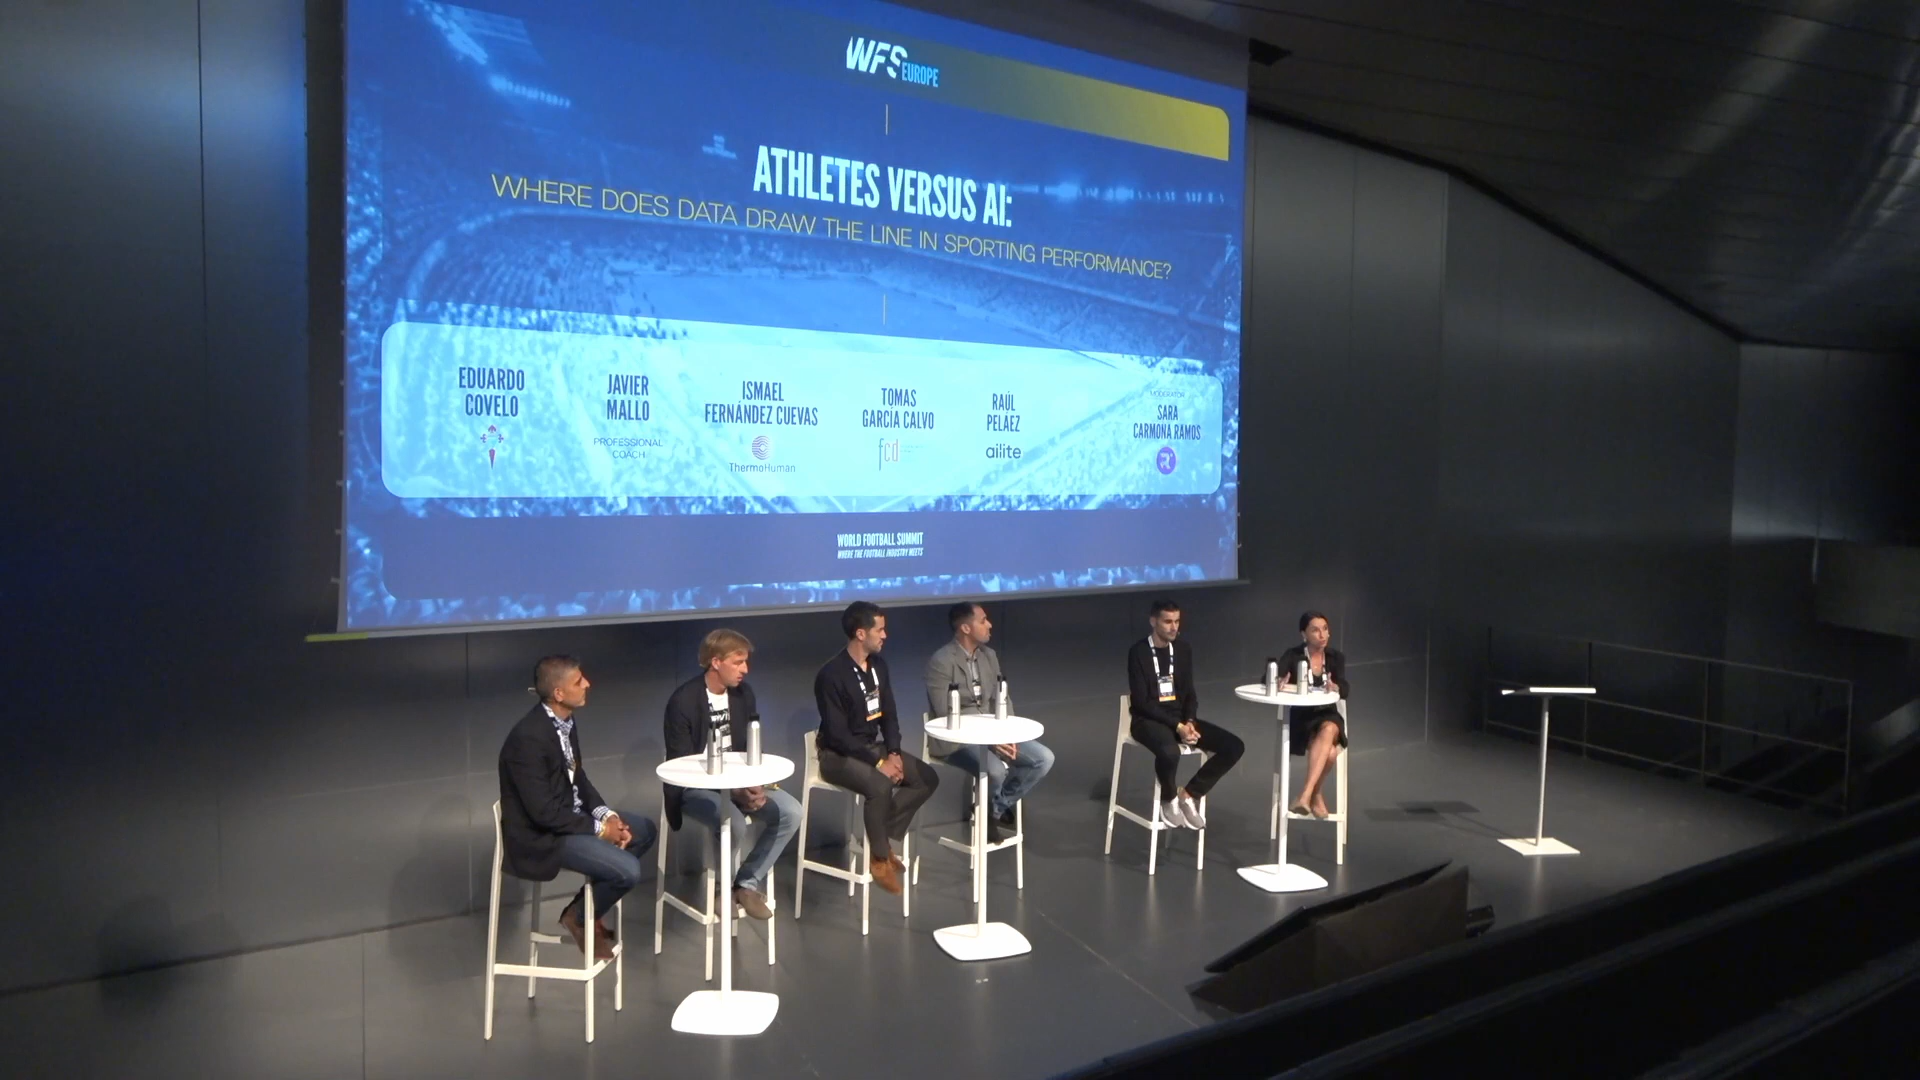 WFS EUROPE
ATHLETES VERSUS AI:
WHERE DOES DATA DRAW THE LINE IN SPORTING PERFORMANCE?
EDUARDO
COVELO
JAVIER
MALLO
PROFESSIONAL
COACH
ISMAEL
FERNÁNDEZ CUEVAS
ThermoHuman
TOMAS
GARCÍA CALVO
fcd
RAÚL
PELAEZ
ailite
MODERATOR
SARA
CARMONA RAMOS
R
WORLD FOOTBALL SUMMIT
WHERE THE FOOTBALL INDUSTRY MEETS